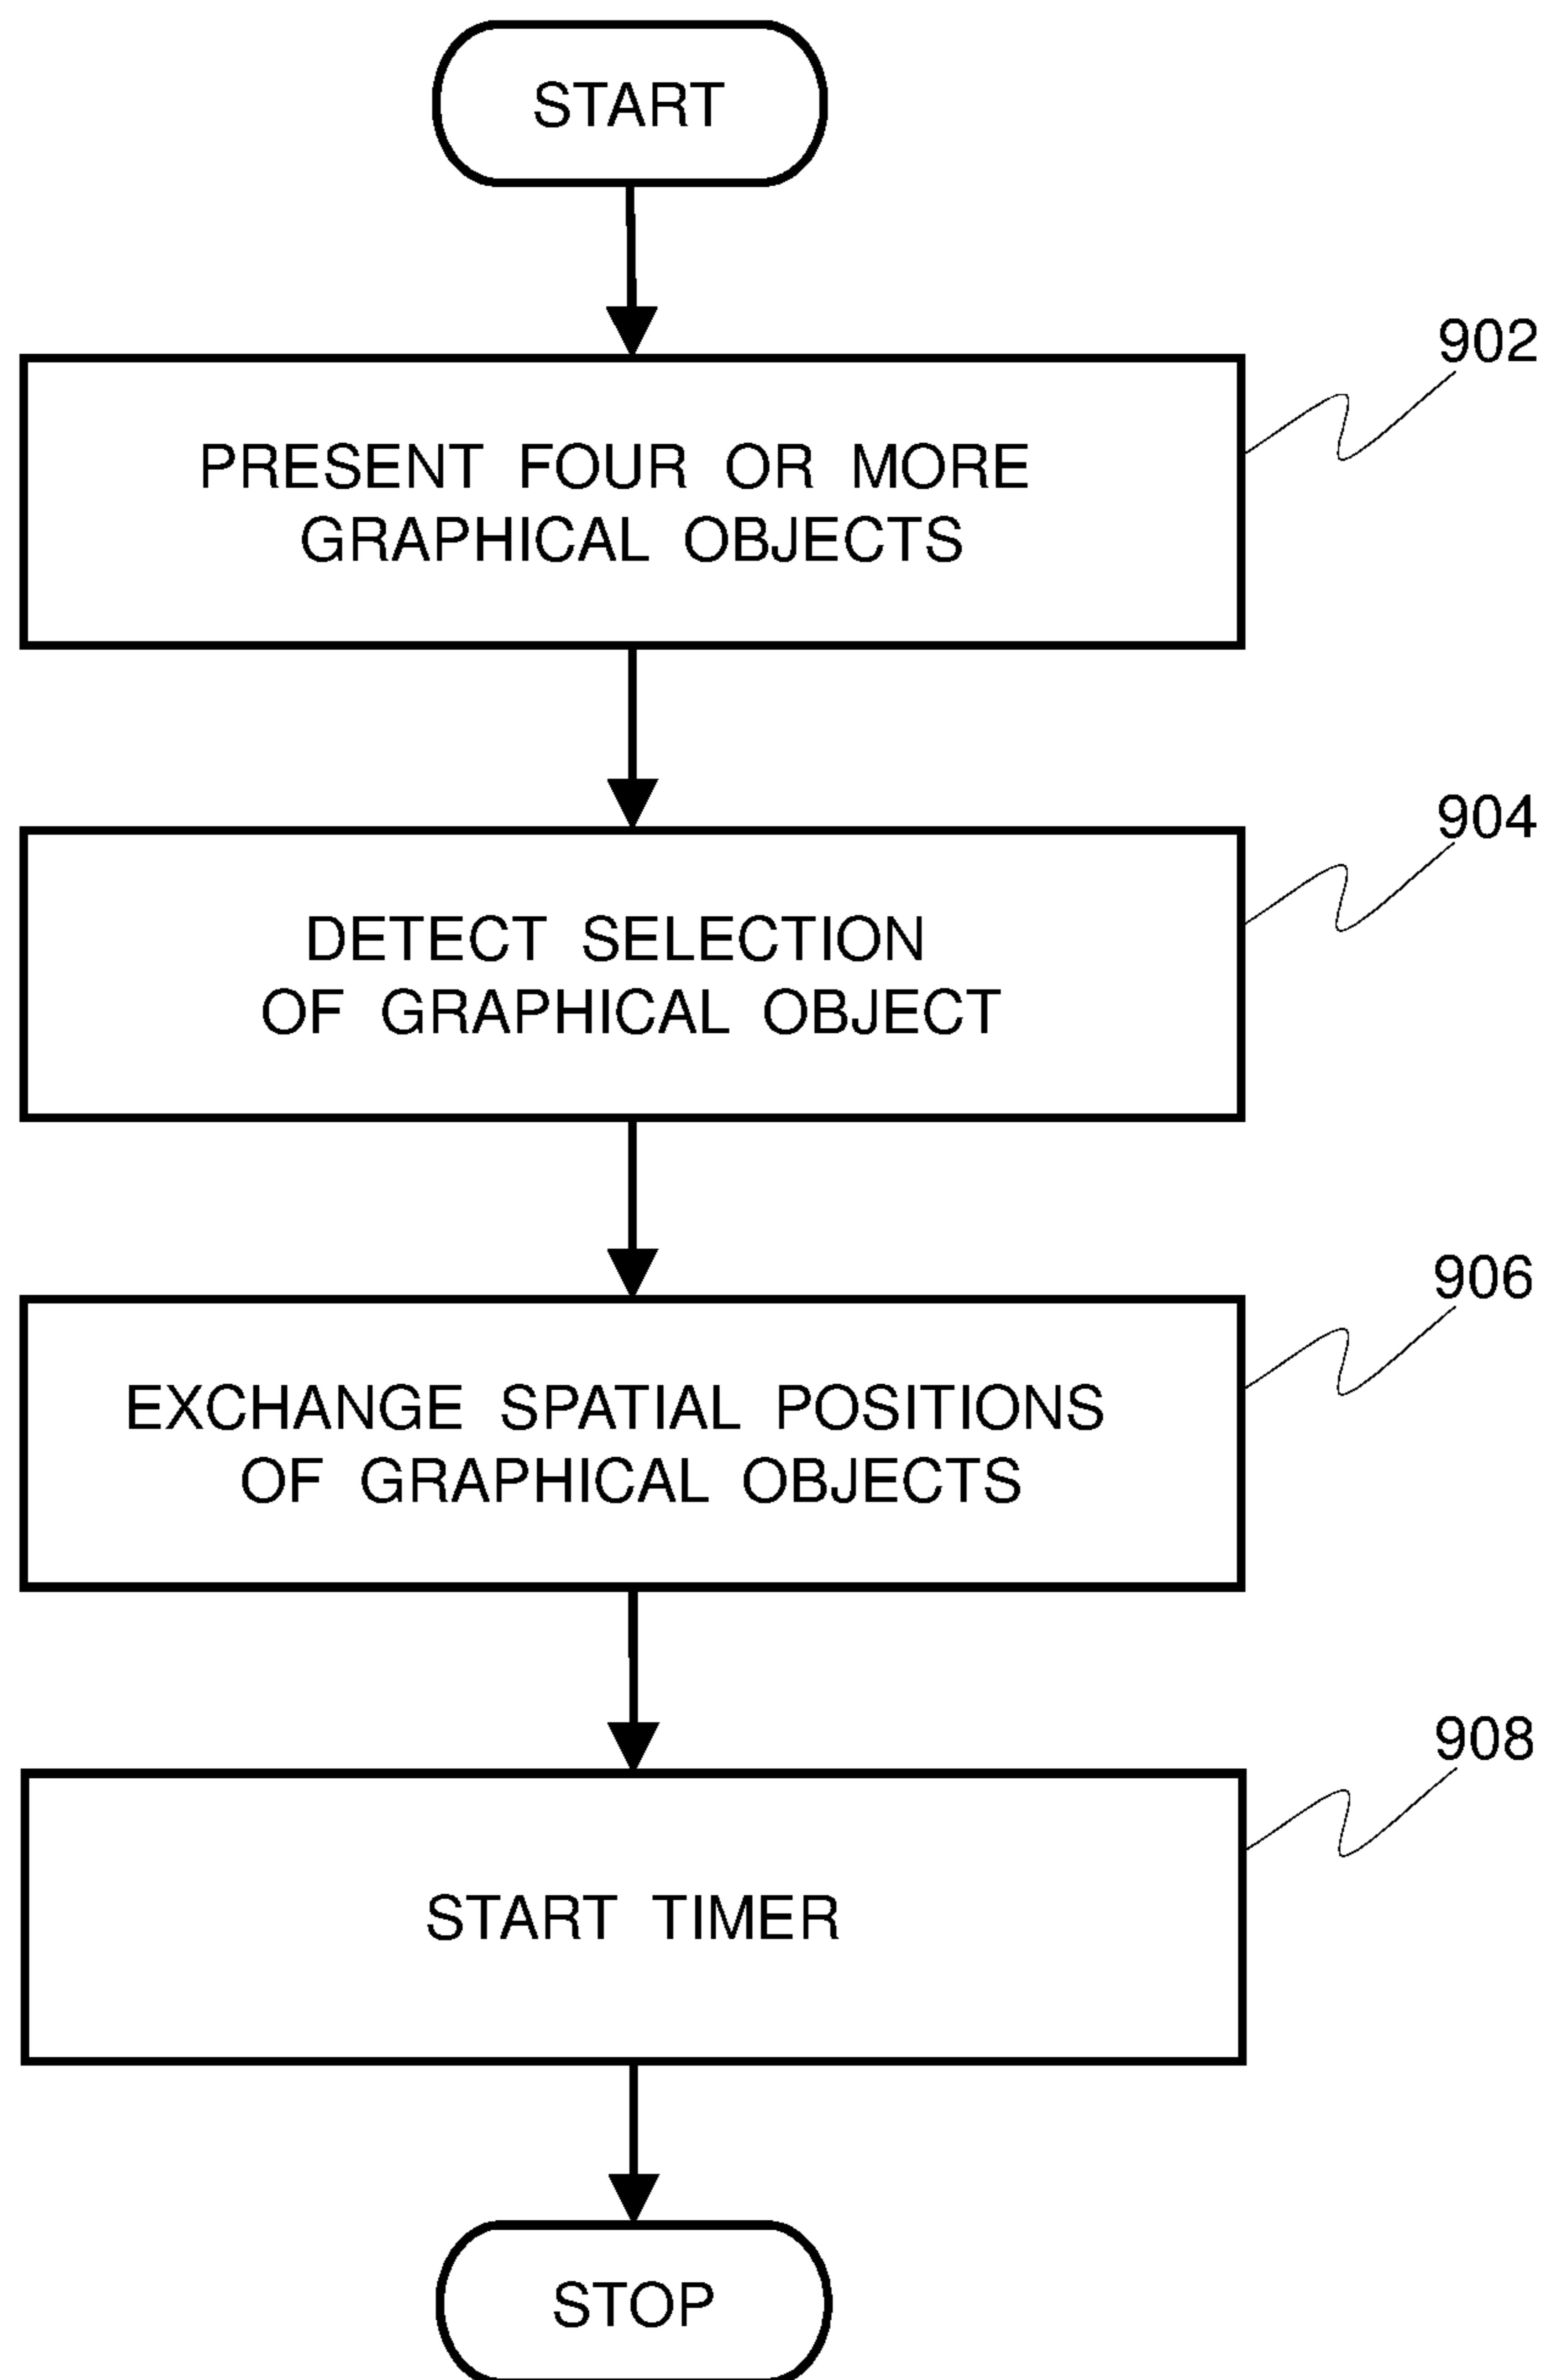 START
902
PRESENT FOUR OR MORE
GRAPHICAL OBJECTS
904
DETECT SELECTION
OF GRAPHICAL OBJECT
906
EXCHANGE SPATIAL POSITIONS
OF GRAPHICAL OBJECTS
908
START TIMER
STOP